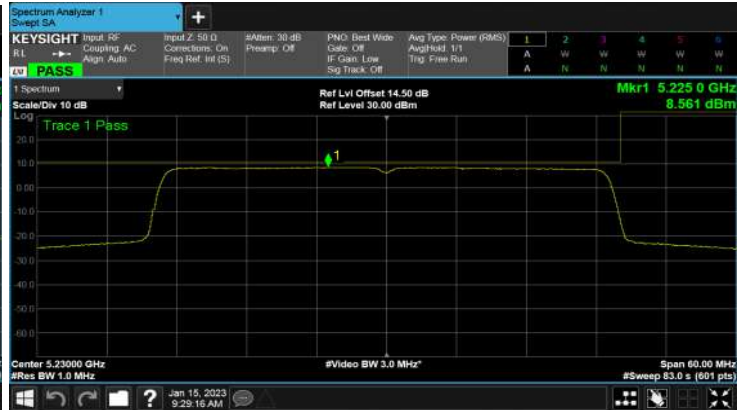 Spectrum Analyzer 1
Swept SA
+
KEYSIGHT
RL
LXI PASS
Input: RF
Coupling: AC
Align: Auto
Input Z: 50 Ω
Corrections: On
Freq Ref: Int (S)
#Atten: 30 dB
Preamp: Off
PNO: Best Wide
Gate: Off
IF Gain: Low
Sig Track: Off
Avg Type: Power (RMS)
Avg|Hold: 1/1
Trig: Free Run
1 2 3 4 5 6
A W W W W W
A N N N N N
1 Spectrum
Scale/Div 10 dB
Ref Lvl Offset 14.50 dB
Ref Level 30.00 dBm
Mkr1 5.225 0 GHz
8.561 dBm
Log
Trace 1 Pass
20.0
10.0
0.00
-10.0
-20.0
-30.0
-40.0
-50.0
-60.0
1
Center 5.23000 GHz
#Res BW 1.0 MHz
#Video BW 3.0 MHz*
Span 60.00 MHz
#Sweep 83.0 s (601 pts)
?
Jan 15, 2023
9:29:16 AM